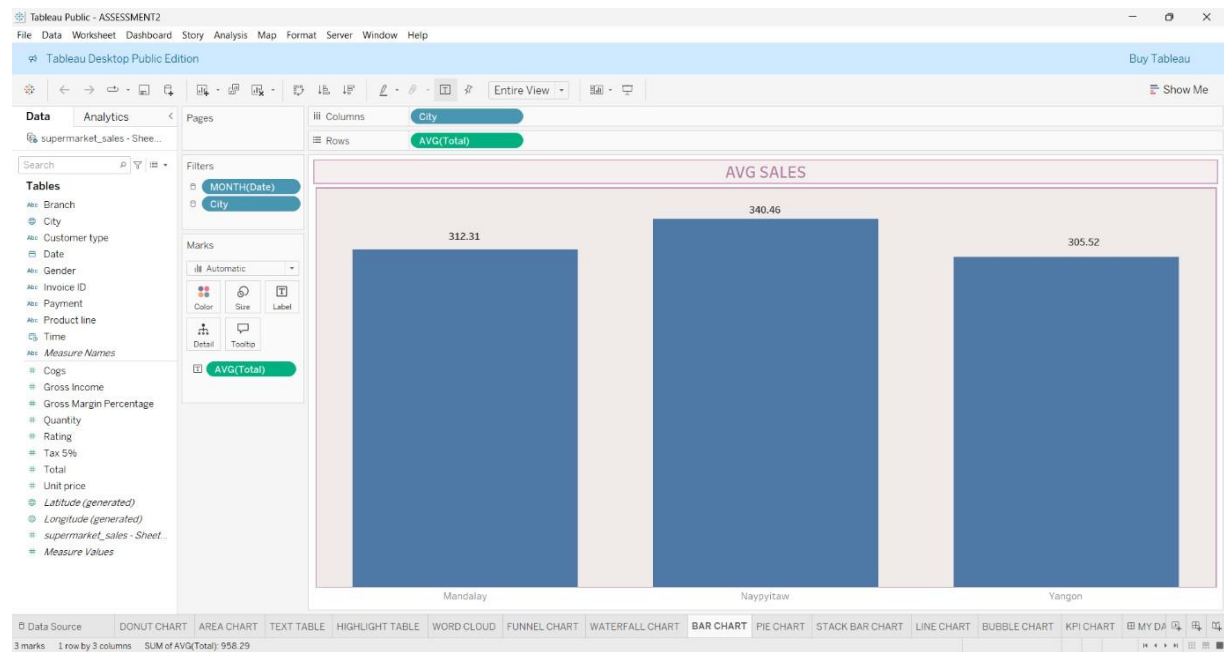 Tableau Public - ASSESSMENT2
File Data Worksheet Dashboard Story Analysis Map Format Server Window Help
Tableau Desktop Public Edition Buy Tableau
Entire View Show Me
Data Analytics Pages Columns City
supermarket_sales - Shee... Rows AVG(Total)
Search
Tables
Abc Branch
City
Abc Customer type
Date
Abc Gender
Abc Invoice ID
Abc Payment
Abc Product line
Time
Abc Measure Names
# Cogs
# Gross Income
# Gross Margin Percentage
# Quantity
# Rating
# Tax 5%
# Total
# Unit price
Latitude (generated)
Longitude (generated)
# supermarket_sales - Sheet...
# Measure Values
Filters
MONTH(Date)
City
Marks
Automatic
Color Size Label
Detail Tooltip
AVG(Total)
AVG SALES
312.31 340.46 305.52
Mandalay Naypyitaw Yangon
Data Source DONUT CHART AREA CHART TEXT TABLE HIGHLIGHT TABLE WORD CLOUD FUNNEL CHART WATERFALL CHART BAR CHART PIE CHART STACK BAR CHART LINE CHART BUBBLE CHART KPI CHART MY DA
3 marks 1 row by 3 columns SUM of AVG(Total): 958.29